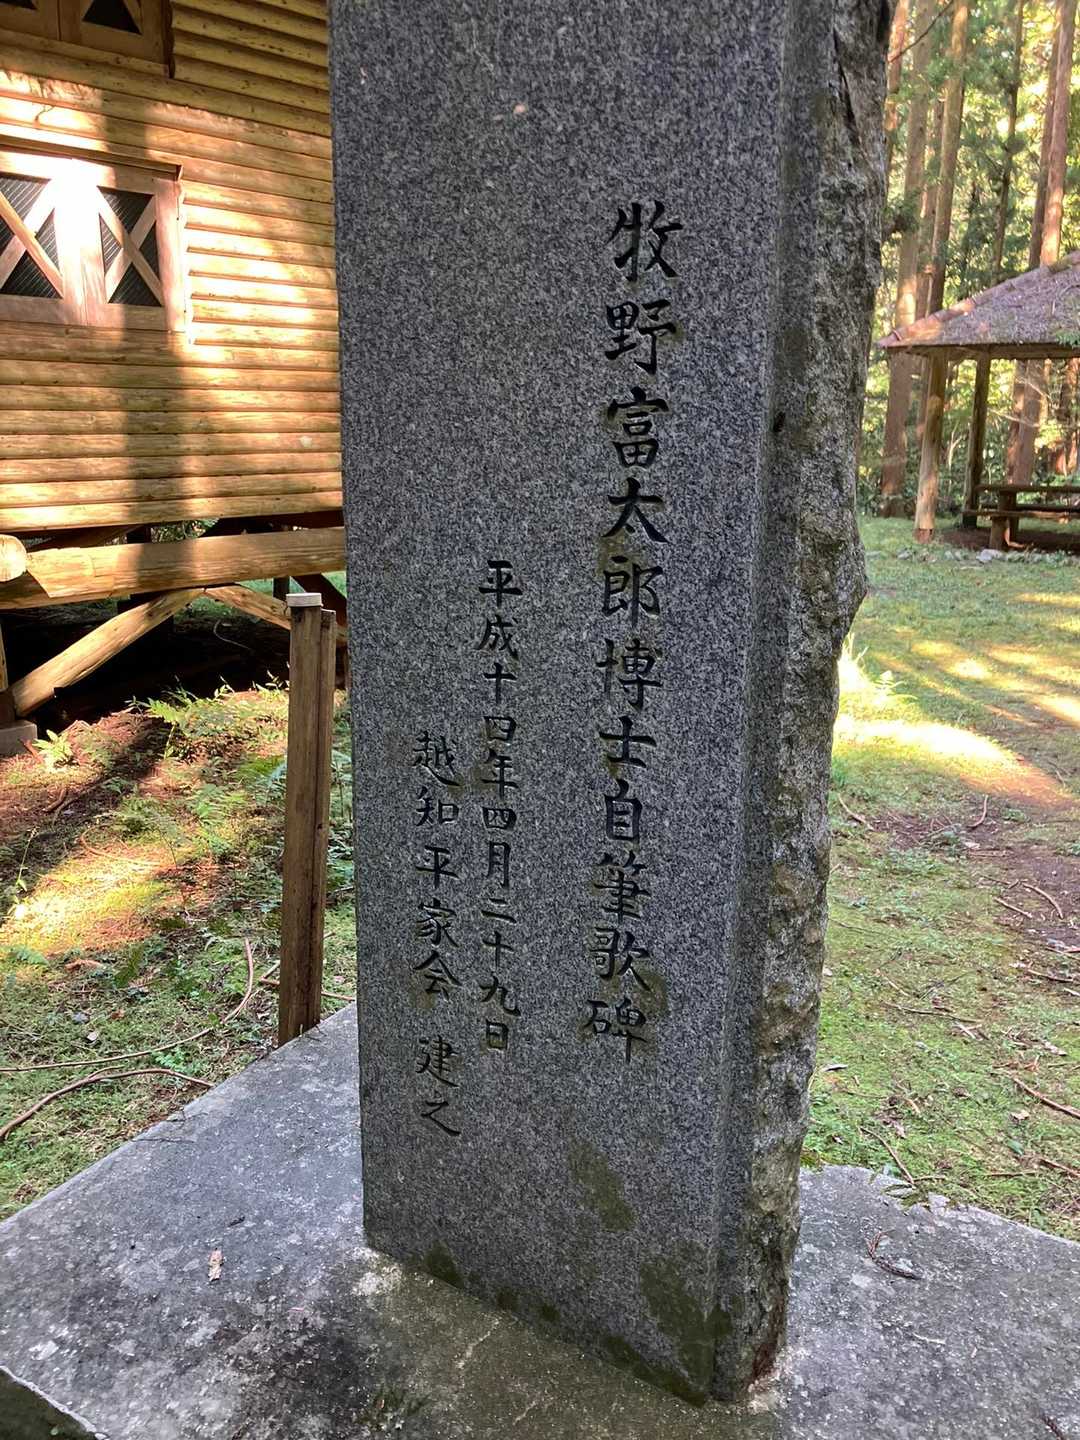 牧野富太郎博士自筆歌碑
平成十四年四月二十九日
越知平家会 建之